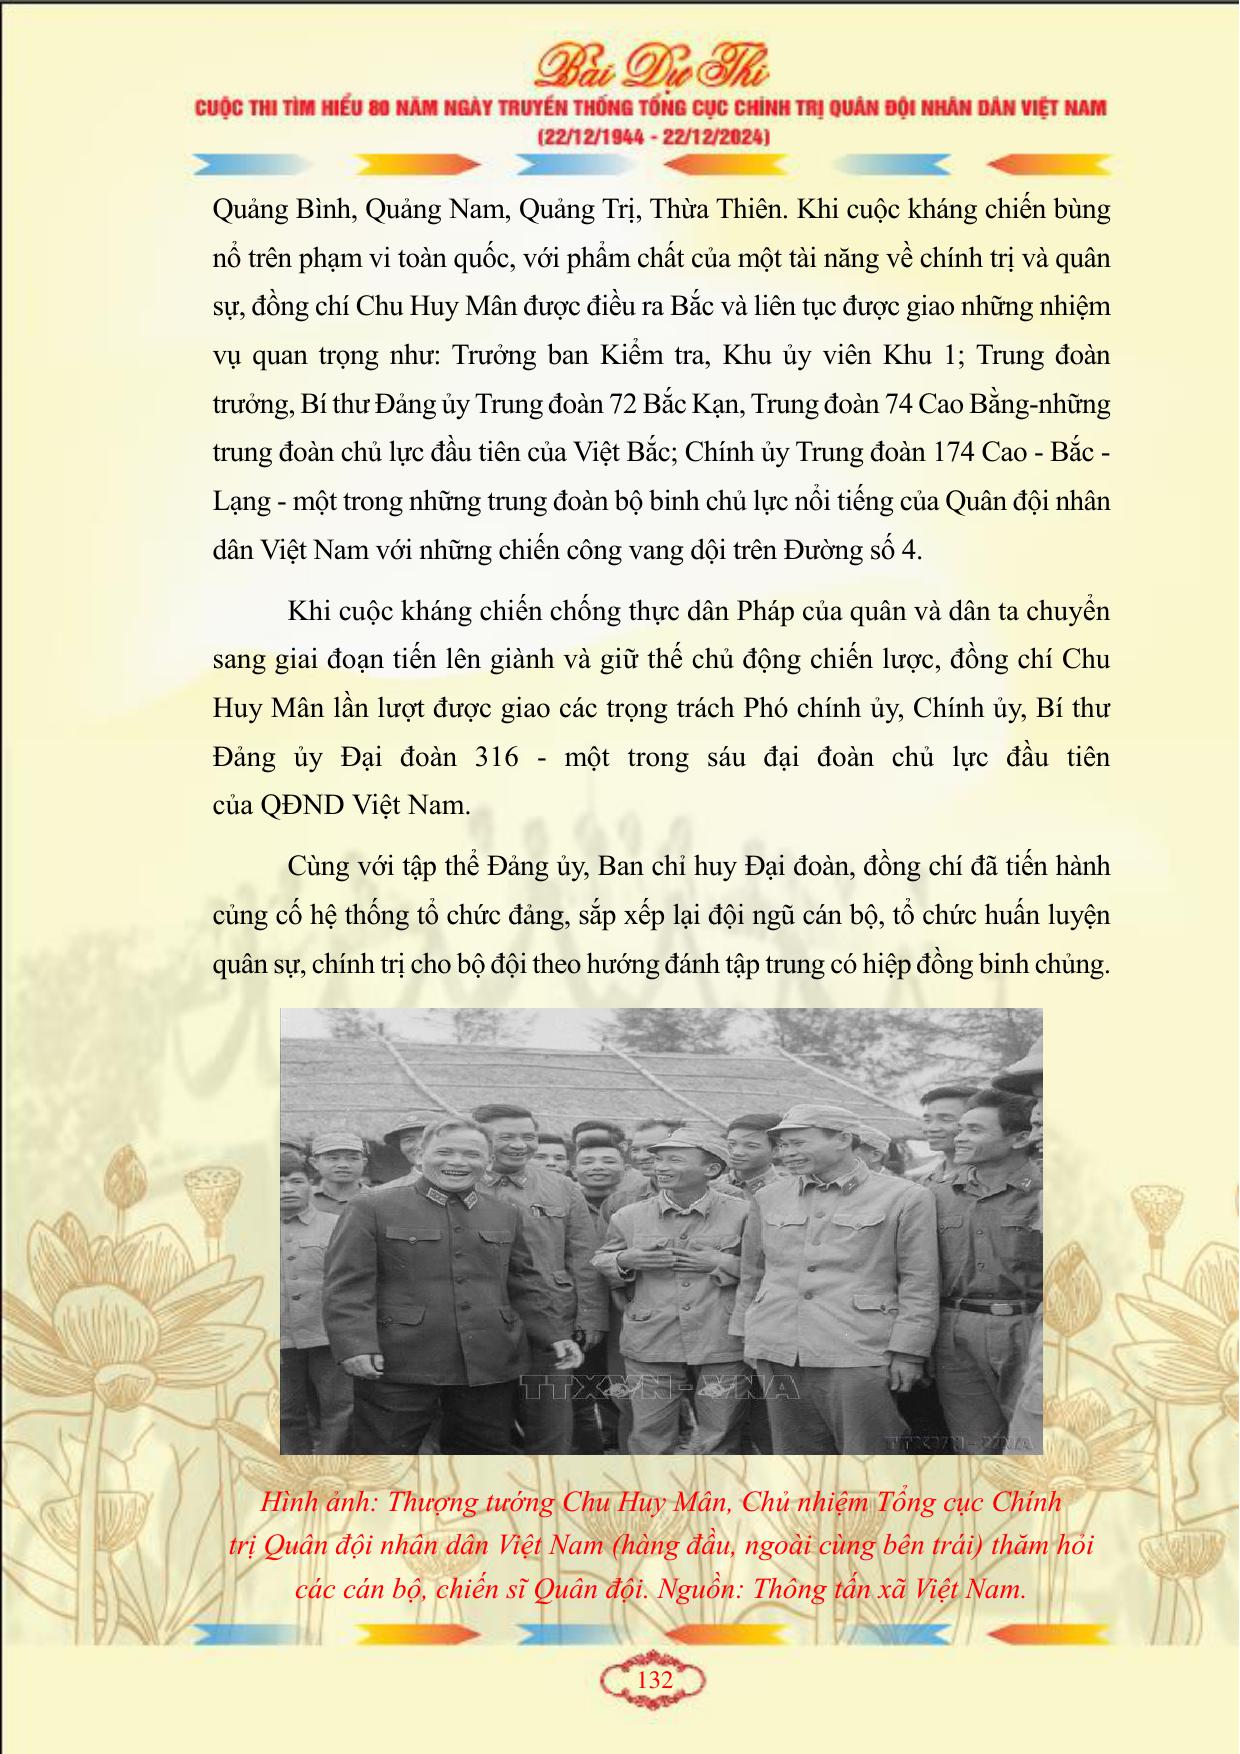 Bài Dự Thi
CUỘC THI TÌM HIỂU 80 NĂM NGÀY TRUYỀN THỐNG TỔNG CỤC CHÍNH TRỊ QUÂN ĐỘI NHÂN DÂN VIỆT NAM
(22/12/1944 - 22/12/2024)
Quảng Bình, Quảng Nam, Quảng Trị, Thừa Thiên. Khi cuộc kháng chiến bùng
nổ trên phạm vi toàn quốc, với phẩm chất của một tài năng về chính trị và quân
sự, đồng chí Chu Huy Mân được điều ra Bắc và liên tục được giao những nhiệm
vụ quan trọng như: Trưởng ban Kiểm tra, Khu ủy viên Khu 1; Trung đoàn
trưởng, Bí thư Đảng ủy Trung đoàn 72 Bắc Kạn, Trung đoàn 74 Cao Bằng-những
trung đoàn chủ lực đầu tiên của Việt Bắc; Chính ủy Trung đoàn 174 Cao - Bắc -
Lạng - một trong những trung đoàn bộ binh chủ lực nổi tiếng của Quân đội nhân
dân Việt Nam với những chiến công vang dội trên Đường số 4.
Khi cuộc kháng chiến chống thực dân Pháp của quân và dân ta chuyển
sang giai đoạn tiến lên giành và giữ thế chủ động chiến lược, đồng chí Chu
Huy Mân lần lượt được giao các trọng trách Phó chính ủy, Chính ủy, Bí thư
Đảng ủy Đại đoàn 316 - một trong sáu đại đoàn chủ lực đầu tiên
của QĐND Việt Nam.
Cùng với tập thể Đảng ủy, Ban chỉ huy Đại đoàn, đồng chí đã tiến hành
củng cố hệ thống tổ chức đảng, sắp xếp lại đội ngũ cán bộ, tổ chức huấn luyện
quân sự, chính trị cho bộ đội theo hướng đánh tập trung có hiệp đồng binh chủng.
TTXVN - VNA
TTXVN - VNA
Hình ảnh: Thượng tướng Chu Huy Mân, Chủ nhiệm Tổng cục Chính
trị Quân đội nhân dân Việt Nam (hàng đầu, ngoài cùng bên trái) thăm hỏi
các cán bộ, chiến sĩ Quân đội. Nguồn: Thông tấn xã Việt Nam.
132